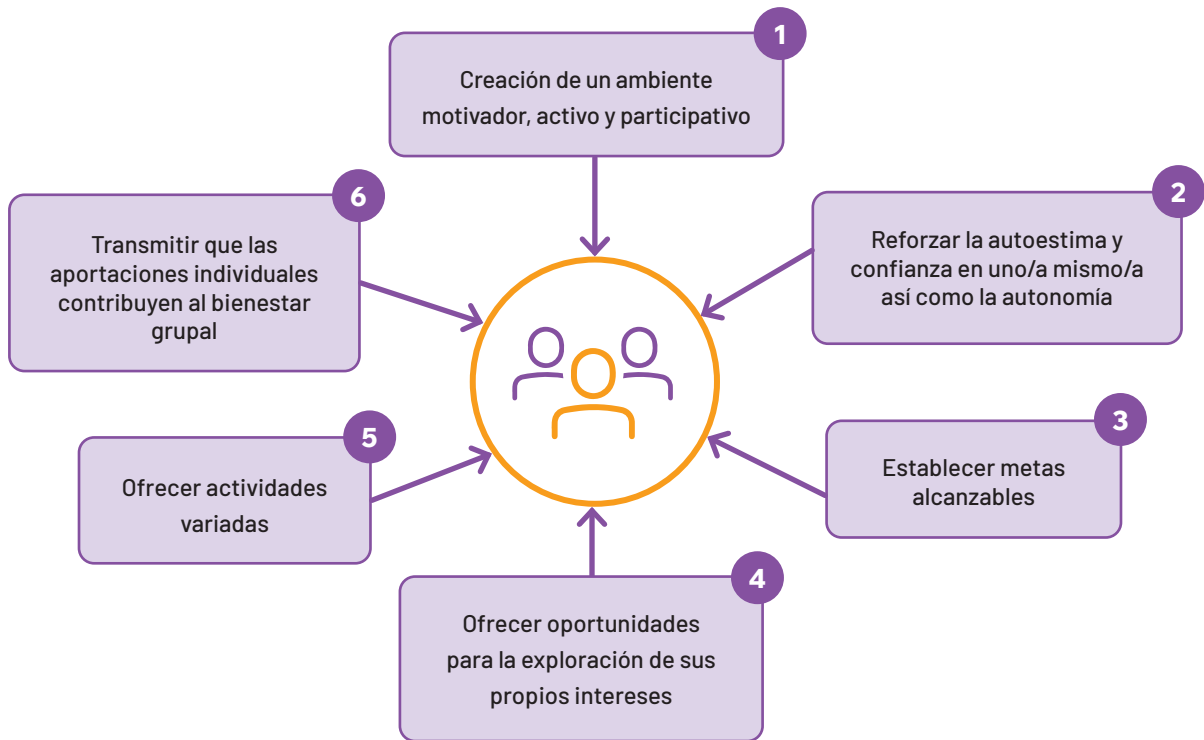 1
Creación de un ambiente
motivador, activo y participativo
2
Reforzar la autoestima y
confianza en uno/a mismo/a
así como la autonomía
3
Establecer metas
alcanzables
4
Ofrecer oportunidades
para la exploración de sus
propios intereses
5
Ofrecer actividades
variadas
6
Transmitir que las
aportaciones individuales
contribuyen al bienestar
grupal